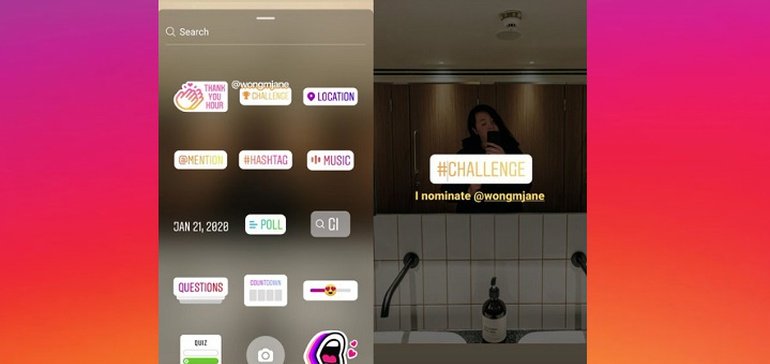 Search
THANK
YOU
HOUR
@wongmjane
CHALLENGE
LOCATION
@MENTION
#HASHTAG
MUSIC
JAN 21, 2020
POLL
GI
QUESTIONS
COUNTDOWN
QUIZ
#CHALLENGE
I nominate @wongmjane